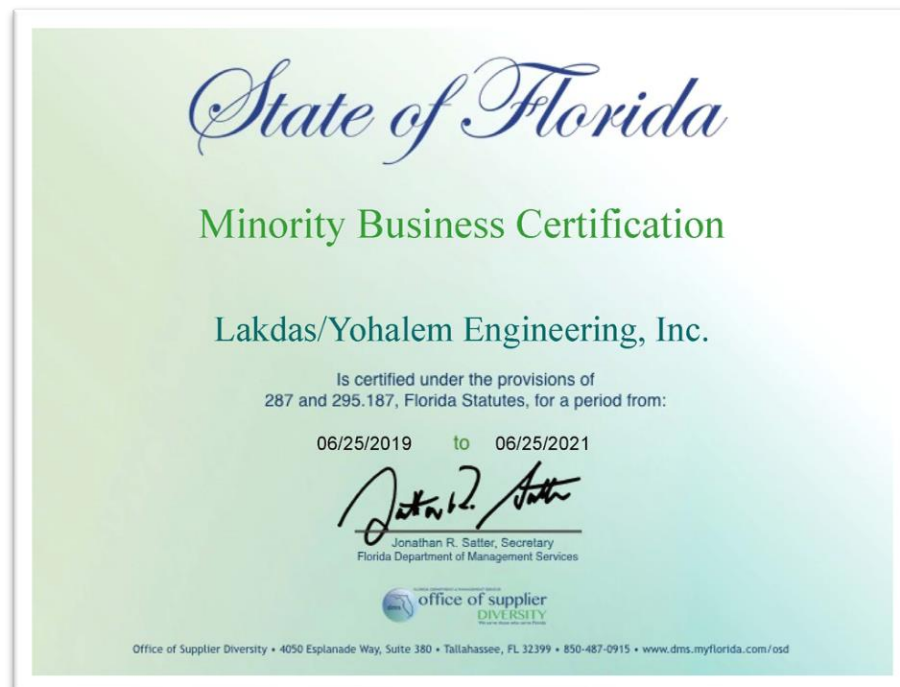 State of Florida
Minority Business Certification
Lakdas/Yohalem Engineering, Inc.
Is certified under the provisions of
287 and 295.187, Florida Statutes, for a period from:
06/25/2019 to 06/25/2021
Jonathan R. Satter, Secretary
Florida Department of Management Services
dms
office of supplier
DIVERSITY
Office of Supplier Diversity • 4050 Esplanade Way, Suite 380 • Tallahassee, FL 32399 • 850-487-0915 • www.dms.myflorida.com/osd